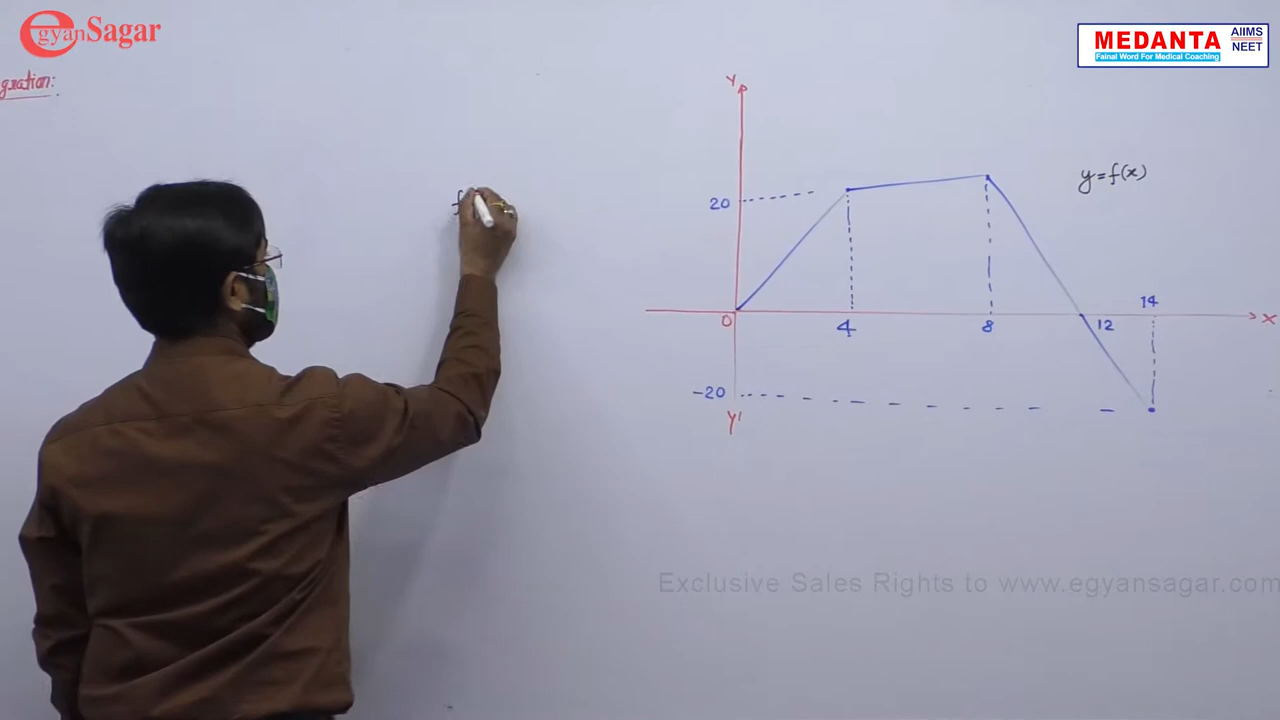 egyanSagar
MEDANTA
AIIMS
NEET
Fainal Word For Medical Coaching
gration:
Y
y=f(x)
20
14
0
4
8
12
X
-20
Y'
f
Exclusive Sales Rights to www.egyansagar.com